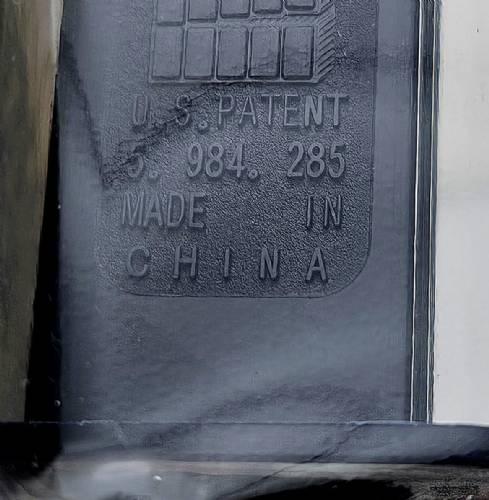 U.S. PATENT
5. 984. 285
MADE IN
CHINA